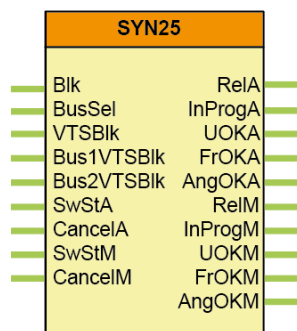 SYN25
Blk RelA
BusSel InProgA
VTSBlk UOKA
Bus1VTSBlk FrOKA
Bus2VTSBlk AngOKA
SwStA RelM
CancelA InProgM
SwStM UOKM
CancelM FrOKM
AngOKM